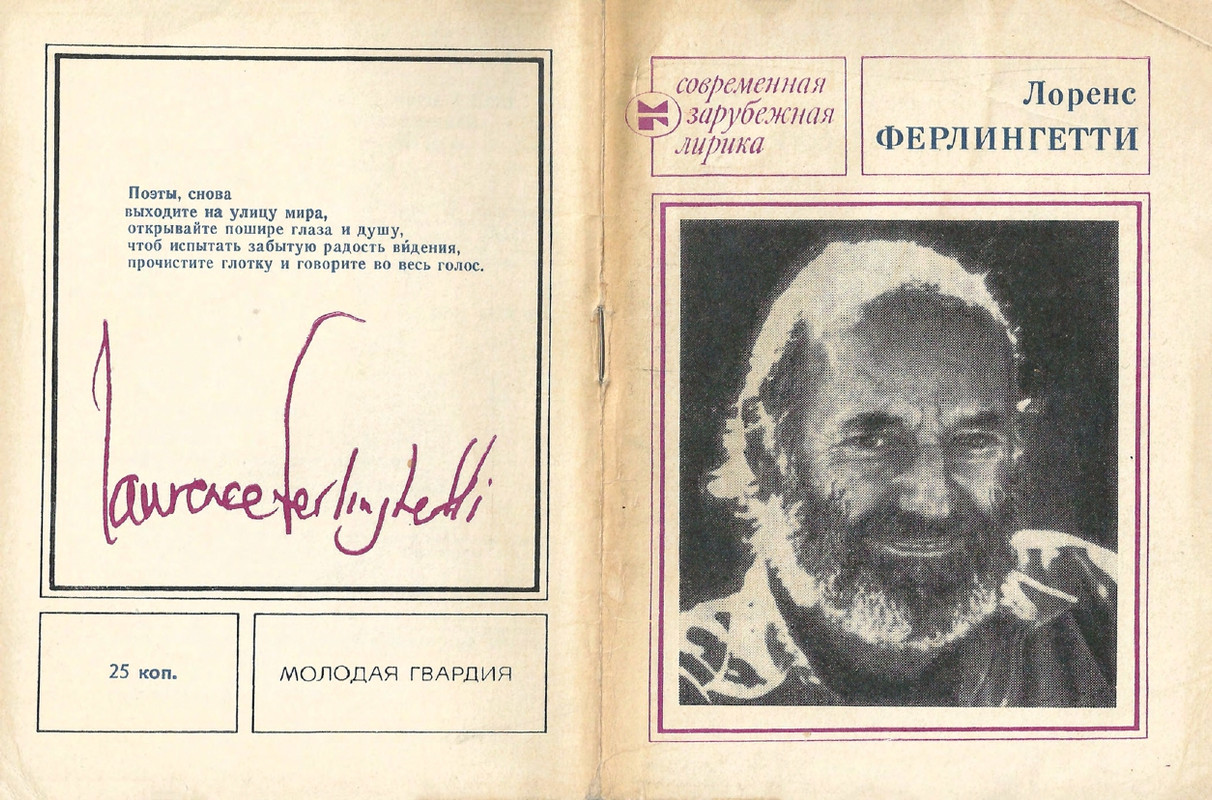 Поэты, снова
выходите на улицу мира,
открывайте пошире глаза и душу,
чтоб испытать забытую радость ви́дения,
прочистите глотку и говорите во весь голос.
Lawrence Ferlinghetti
25 коп.
МОЛОДАЯ ГВАРДИЯ
современная
зарубежная
лирика
Лоренс
ФЕРЛИНГЕТТИ